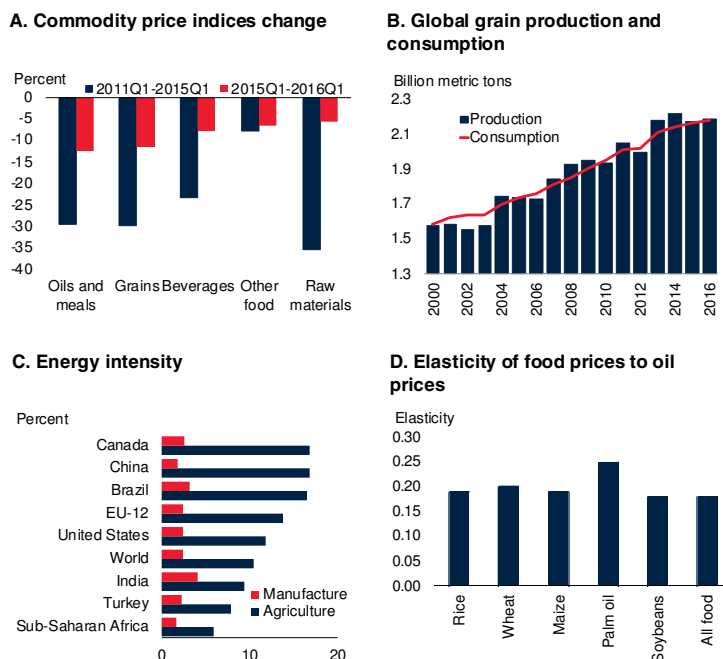 A. Commodity price indices change
Percent
2011Q1-2015Q1
2015Q1-2016Q1
0
-5
-10
-15
-20
-25
-30
-35
-40
Oils and meals
Grains
Beverages
Other food
Raw materials
B. Global grain production and
consumption
Billion metric tons
2.3
2.1
1.9
1.7
1.5
1.3
Production
Consumption
2000
2002
2004
2006
2008
2010
2012
2014
2016
C. Energy intensity
Percent
Canada
China
Brazil
EU-12
United States
World
India
Turkey
Sub-Saharan Africa
Manufacture
Agriculture
0
10
20
D. Elasticity of food prices to oil
prices
Elasticity
0.30
0.25
0.20
0.15
0.10
0.05
0.00
Rice
Wheat
Maize
Palm oil
Soybeans
All food